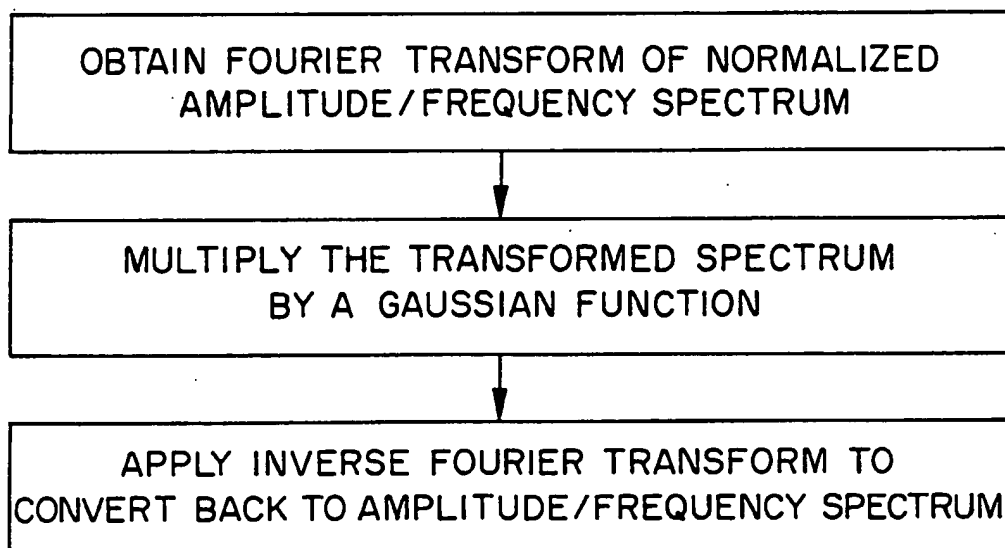 OBTAIN FOURIER TRANSFORM OF NORMALIZED
AMPLITUDE/FREQUENCY SPECTRUM
MULTIPLY THE TRANSFORMED SPECTRUM
BY A GAUSSIAN FUNCTION
APPLY INVERSE FOURIER TRANSFORM TO
CONVERT BACK TO AMPLITUDE/FREQUENCY SPECTRUM